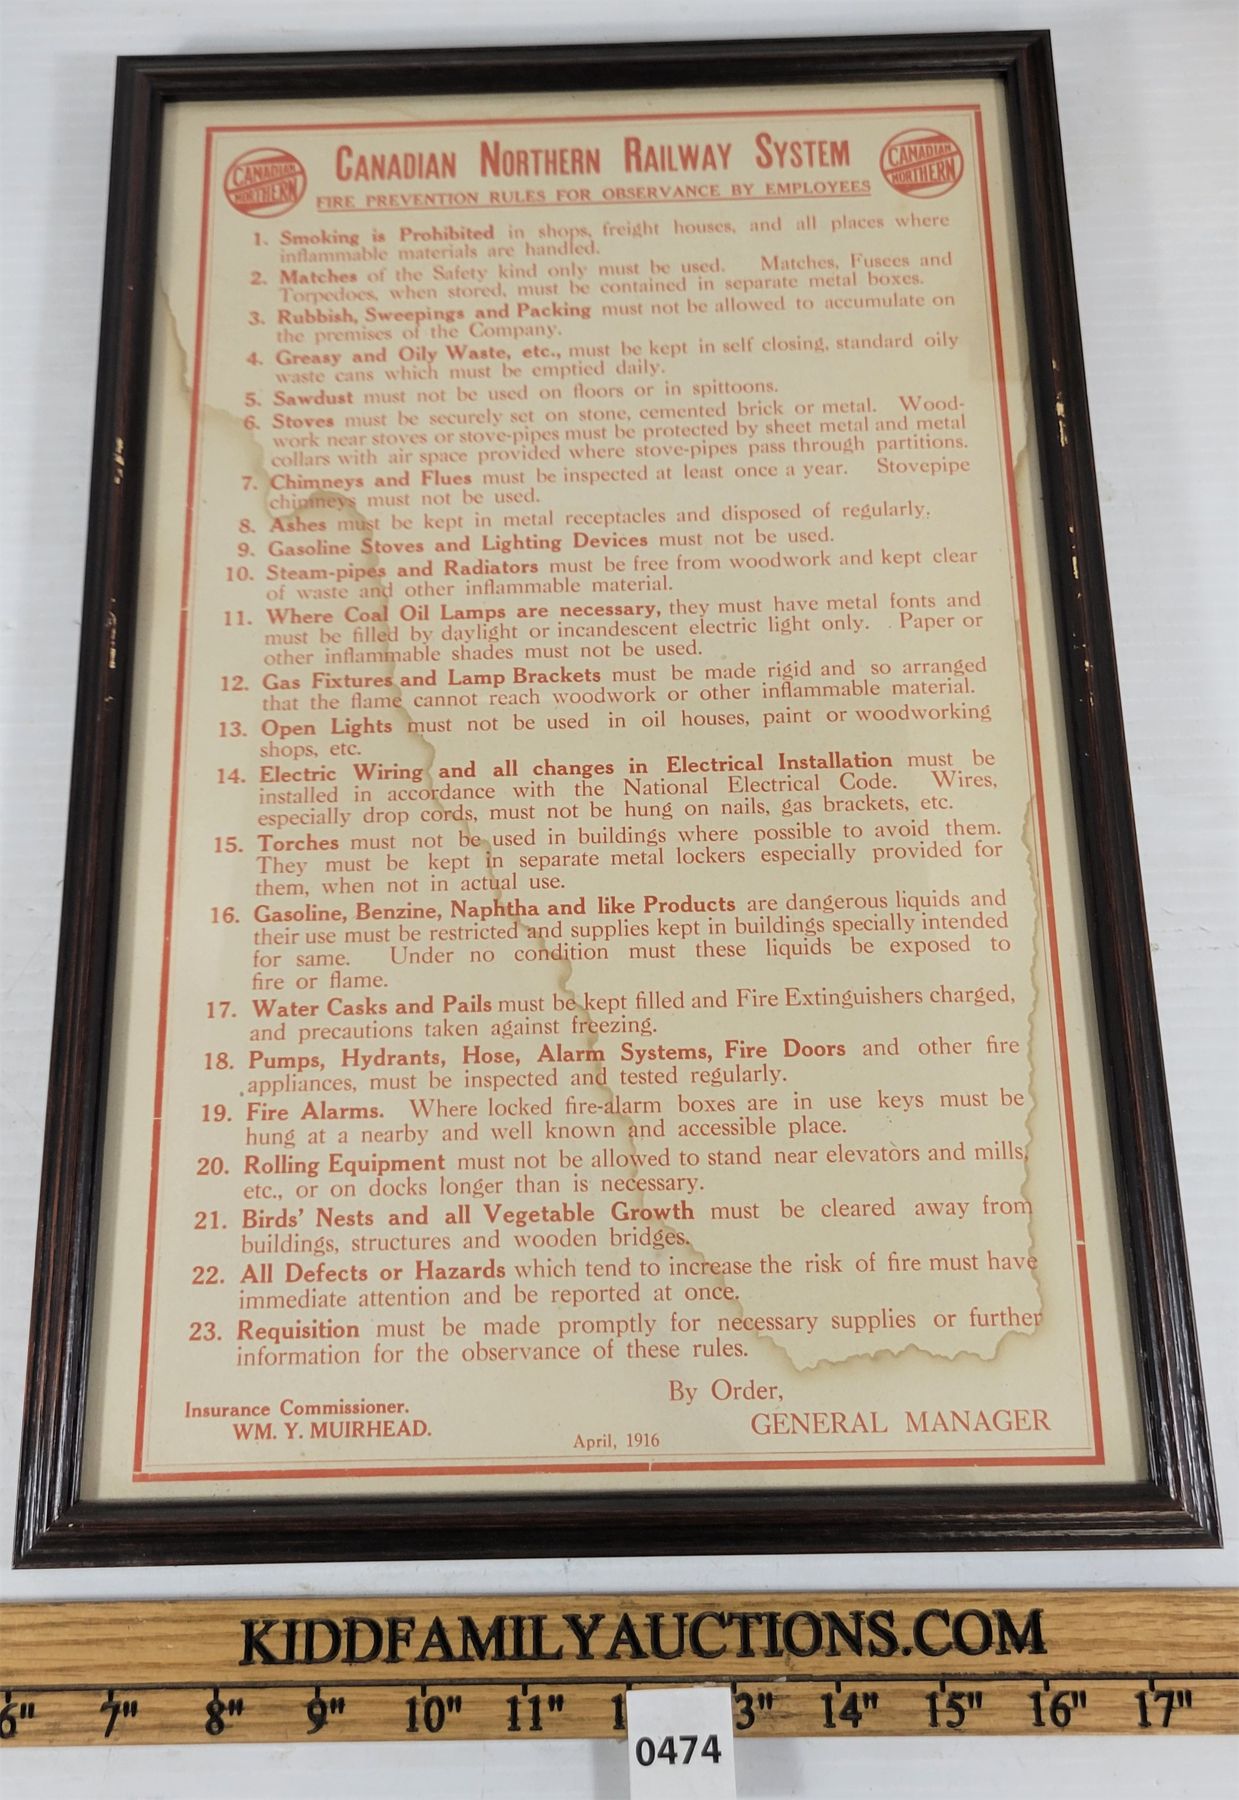 CANADIAN NORTHERN
CANADIAN NORTHERN RAILWAY SYSTEM
CANADIAN NORTHERN
FIRE PREVENTION RULES FOR OBSERVANCE BY EMPLOYEES
1. Smoking is Prohibited in shops, freight houses, and all places where
inflammable materials are handled.
2. Matches of the Safety kind only must be used. Matches, Fusees and
Torpedoes, when stored, must be contained in separate metal boxes.
3. Rubbish, Sweepings and Packing must not be allowed to accumulate on
the premises of the Company.
4. Greasy and Oily Waste, etc., must be kept in self closing, standard oily
waste cans which must be emptied daily.
5. Sawdust must not be used on floors or in spittoons.
6. Stoves must be securely set on stone, cemented brick or metal. Wood-
work near stoves or stove-pipes must be protected by sheet metal and metal
collars with air space provided where stove-pipes pass through partitions.
7. Chimneys and Flues must be inspected at least once a year. Stovepipe
chimneys must not be used.
8. Ashes must be kept in metal receptacles and disposed of regularly.
9. Gasoline Stoves and Lighting Devices must not be used.
10. Steam-pipes and Radiators must be free from woodwork and kept clear
of waste and other inflammable material.
11. Where Coal Oil Lamps are necessary, they must have metal fonts and
must be filled by daylight or incandescent electric light only. Paper or
other inflammable shades must not be used.
12. Gas Fixtures and Lamp Brackets must be made rigid and so arranged
that the flame cannot reach woodwork or other inflammable material.
13. Open Lights must not be used in oil houses, paint or woodworking
shops, etc.
14. Electric Wiring and all changes in Electrical Installation must be
installed in accordance with the National Electrical Code. Wires,
especially drop cords, must not be hung on nails, gas brackets, etc.
15. Torches must not be used in buildings where possible to avoid them.
They must be kept in separate metal lockers especially provided for
them, when not in actual use.
16. Gasoline, Benzine, Naphtha and like Products are dangerous liquids and
their use must be restricted and supplies kept in buildings specially intended
for same. Under no condition must these liquids be exposed to
fire or flame.
17. Water Casks and Pails must be kept filled and Fire Extinguishers charged,
and precautions taken against freezing.
18. Pumps, Hydrants, Hose, Alarm Systems, Fire Doors and other fire
appliances, must be inspected and tested regularly.
19. Fire Alarms. Where locked fire-alarm boxes are in use keys must be
hung at a nearby and well known and accessible place.
20. Rolling Equipment must not be allowed to stand near elevators and mills,
etc., or on docks longer than is necessary.
21. Birds' Nests and all Vegetable Growth must be cleared away from
buildings, structures and wooden bridges.
22. All Defects or Hazards which tend to increase the risk of fire must have
immediate attention and be reported at once.
23. Requisition must be made promptly for necessary supplies or further
information for the observance of these rules.
By Order,
Insurance Commissioner.
WM. Y. MUIRHEAD.
GENERAL MANAGER
April, 1916
KIDDFAMILYAUCTIONS.COM
6" 7" 8" 9" 10" 11" 1 3" 14" 15" 16" 17"
0474